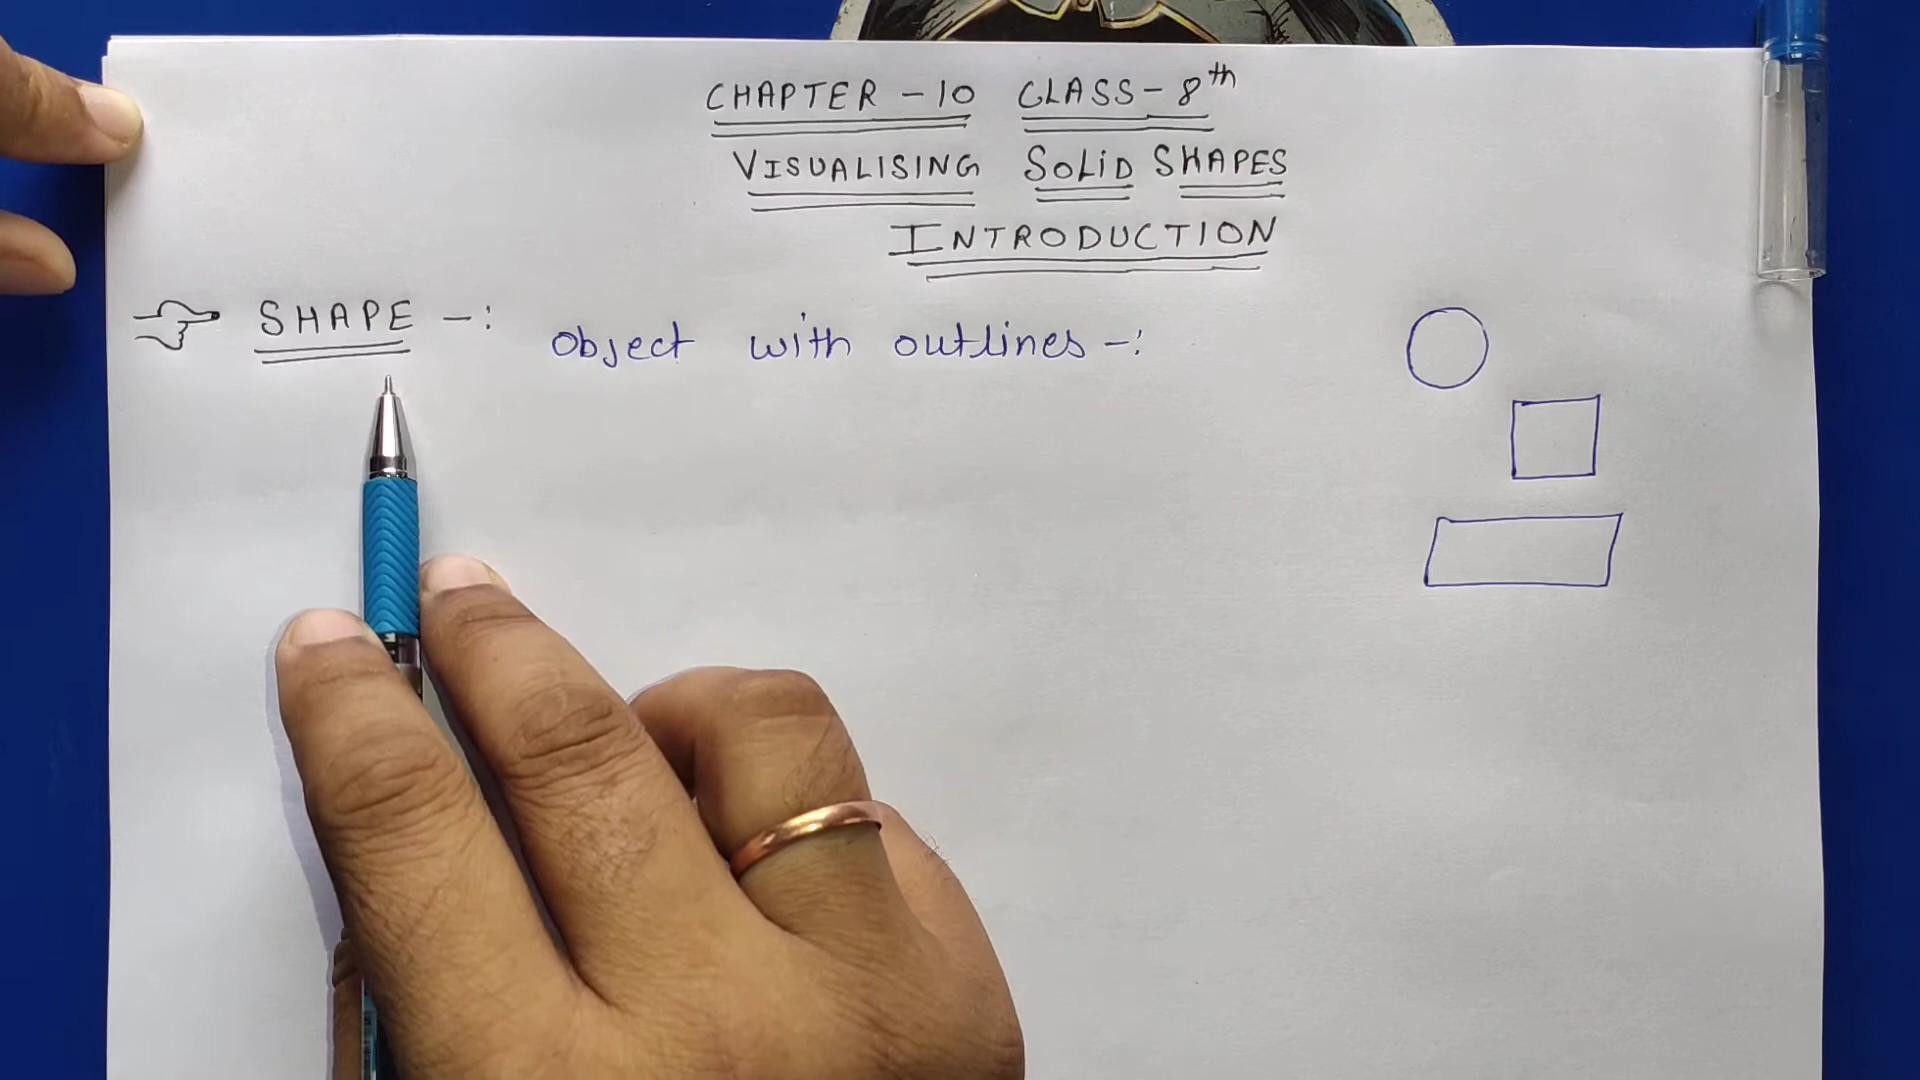 CHAPTER - 10 CLASS - 8th
VISUALISING SOLiD SHAPES
INTRODUCTION
SHAPE -: Object with outlines -: